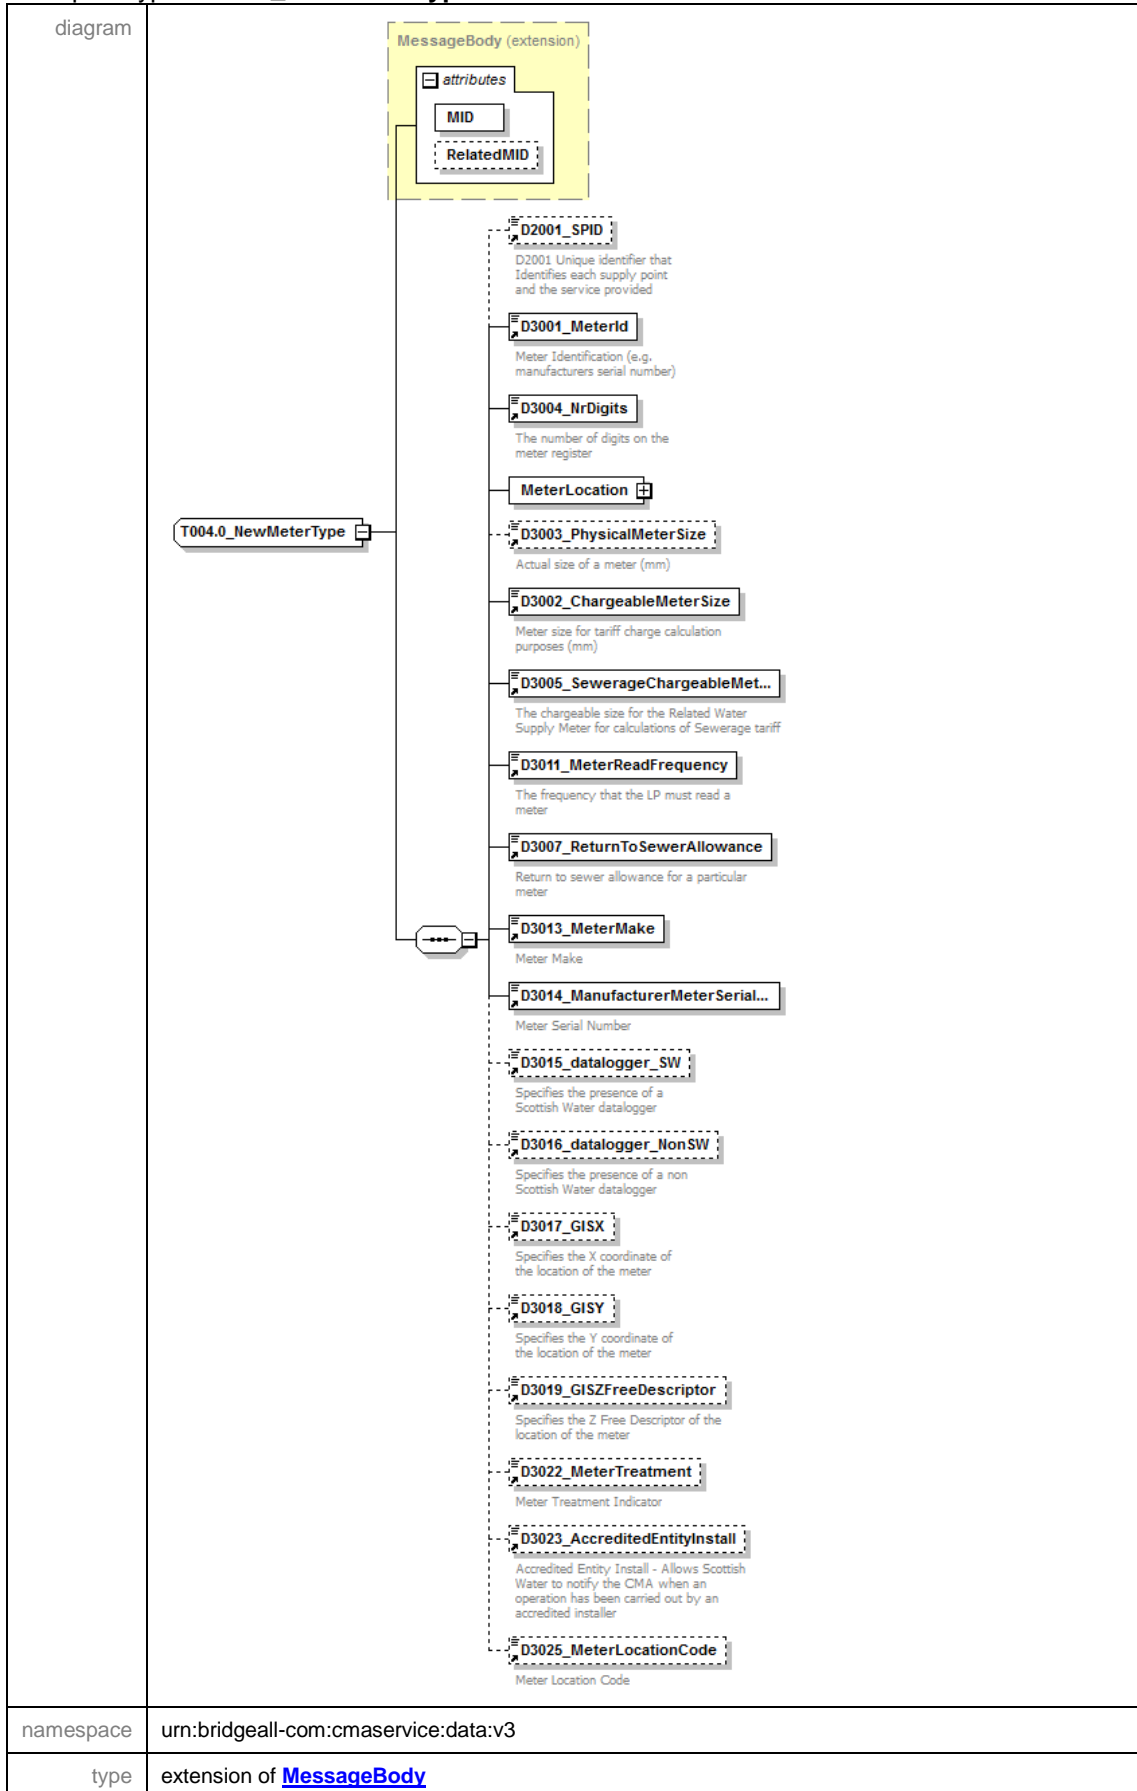 diagram
MessageBody (extension)
attributes
MID
RelatedMID
D2001_SPID
D2001 Unique identifier that
Identifies each supply point
and the service provided
D3001_MeterId
Meter Identification (e.g.
manufacturers serial number)
D3004_NrDigits
The number of digits on the
meter register
MeterLocation
T004.0_NewMeterType
D3003_PhysicalMeterSize
Actual size of a meter (mm)
D3002_ChargeableMeterSize
Meter size for tariff charge calculation
purposes (mm)
D3005_SewerageChargeableMet...
The chargeable size for the Related Water
Supply Meter for calculations of Sewerage tariff
D3011_MeterReadFrequency
The frequency that the LP must read a
meter
D3007_ReturnToSewerAllowance
Return to sewer allowance for a particular
meter
D3013_MeterMake
Meter Make
D3014_ManufacturerMeterSerial...
Meter Serial Number
D3015_datalogger_SW
Specifies the presence of a
Scottish Water datalogger
D3016_datalogger_NonSW
Specifies the presence of a non
Scottish Water datalogger
D3017_GISX
Specifies the X coordinate of
the location of the meter
D3018_GISY
Specifies the Y coordinate of
the location of the meter
D3019_GISZFreeDescriptor
Specifies the Z Free Descriptor of the
location of the meter
D3022_MeterTreatment
Meter Treatment Indicator
D3023_AccreditedEntityInstall
Accredited Entity Install - Allows Scottish
Water to notify the CMA when an
operation has been carried out by an
accredited installer
D3025_MeterLocationCode
Meter Location Code
namespace urn:bridgeall-com:cmaservice:data:v3
type extension of MessageBody